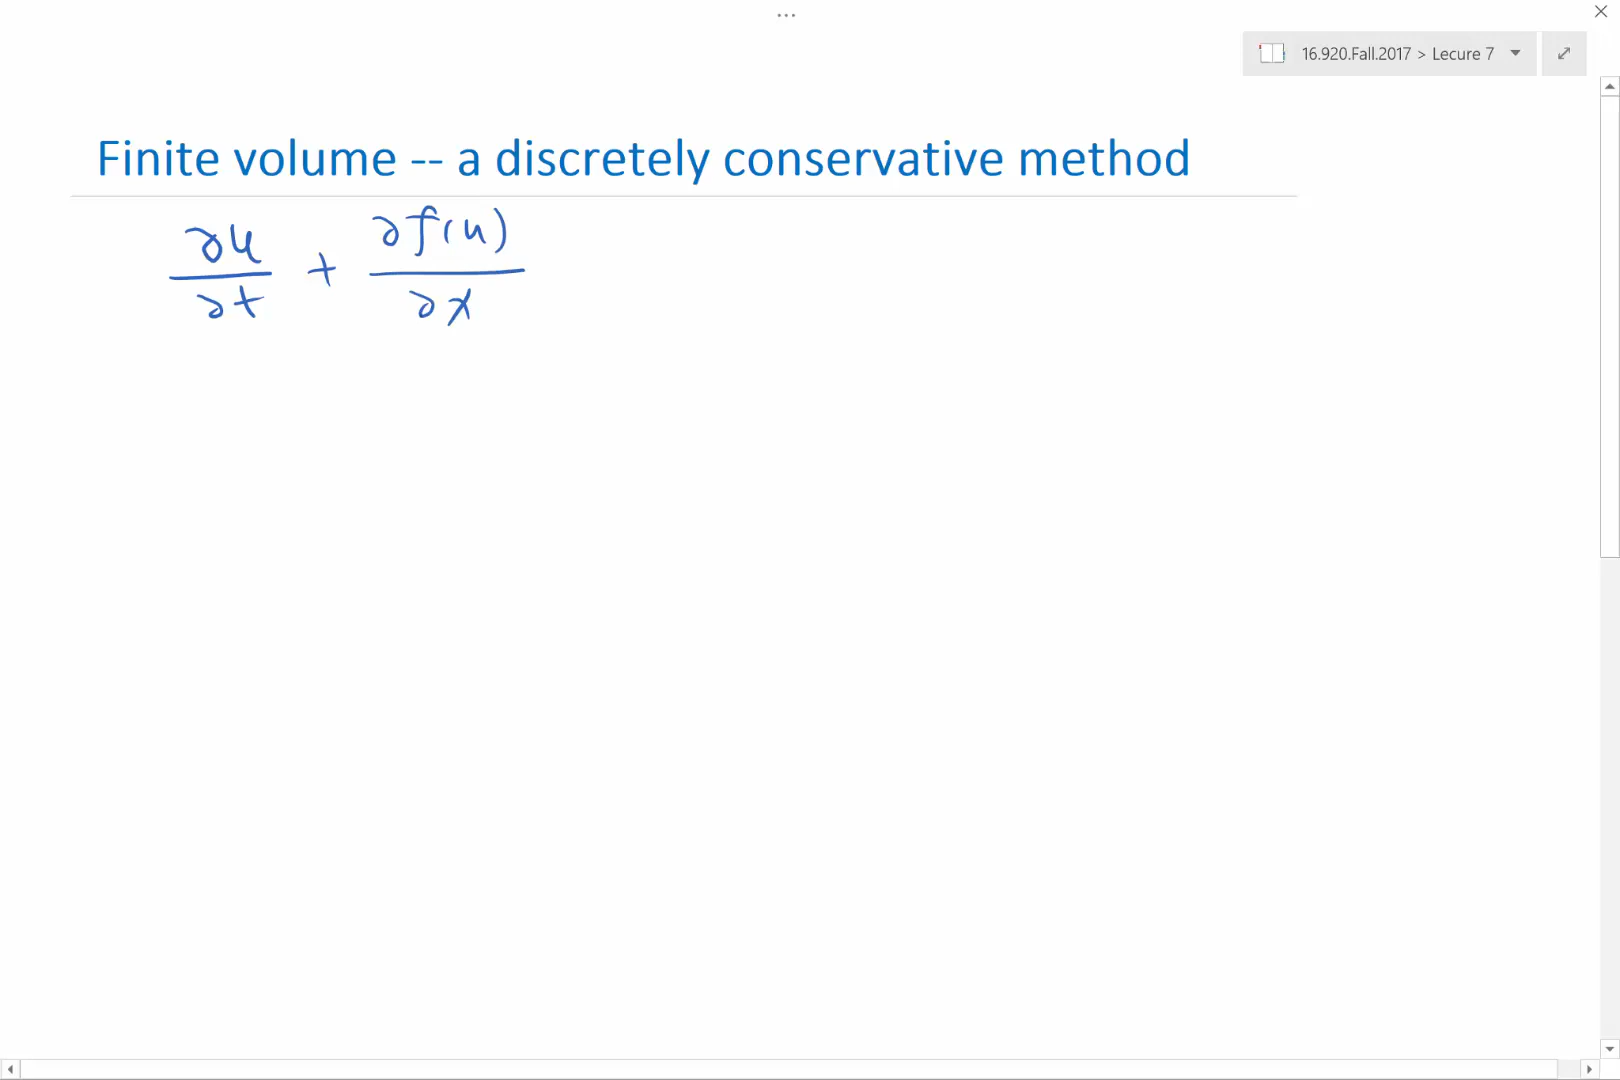 ...
16.920.Fall.2017 > Lecure 7
Finite volume -- a discretely conservative method
∂u/∂t + ∂f(u)/∂x